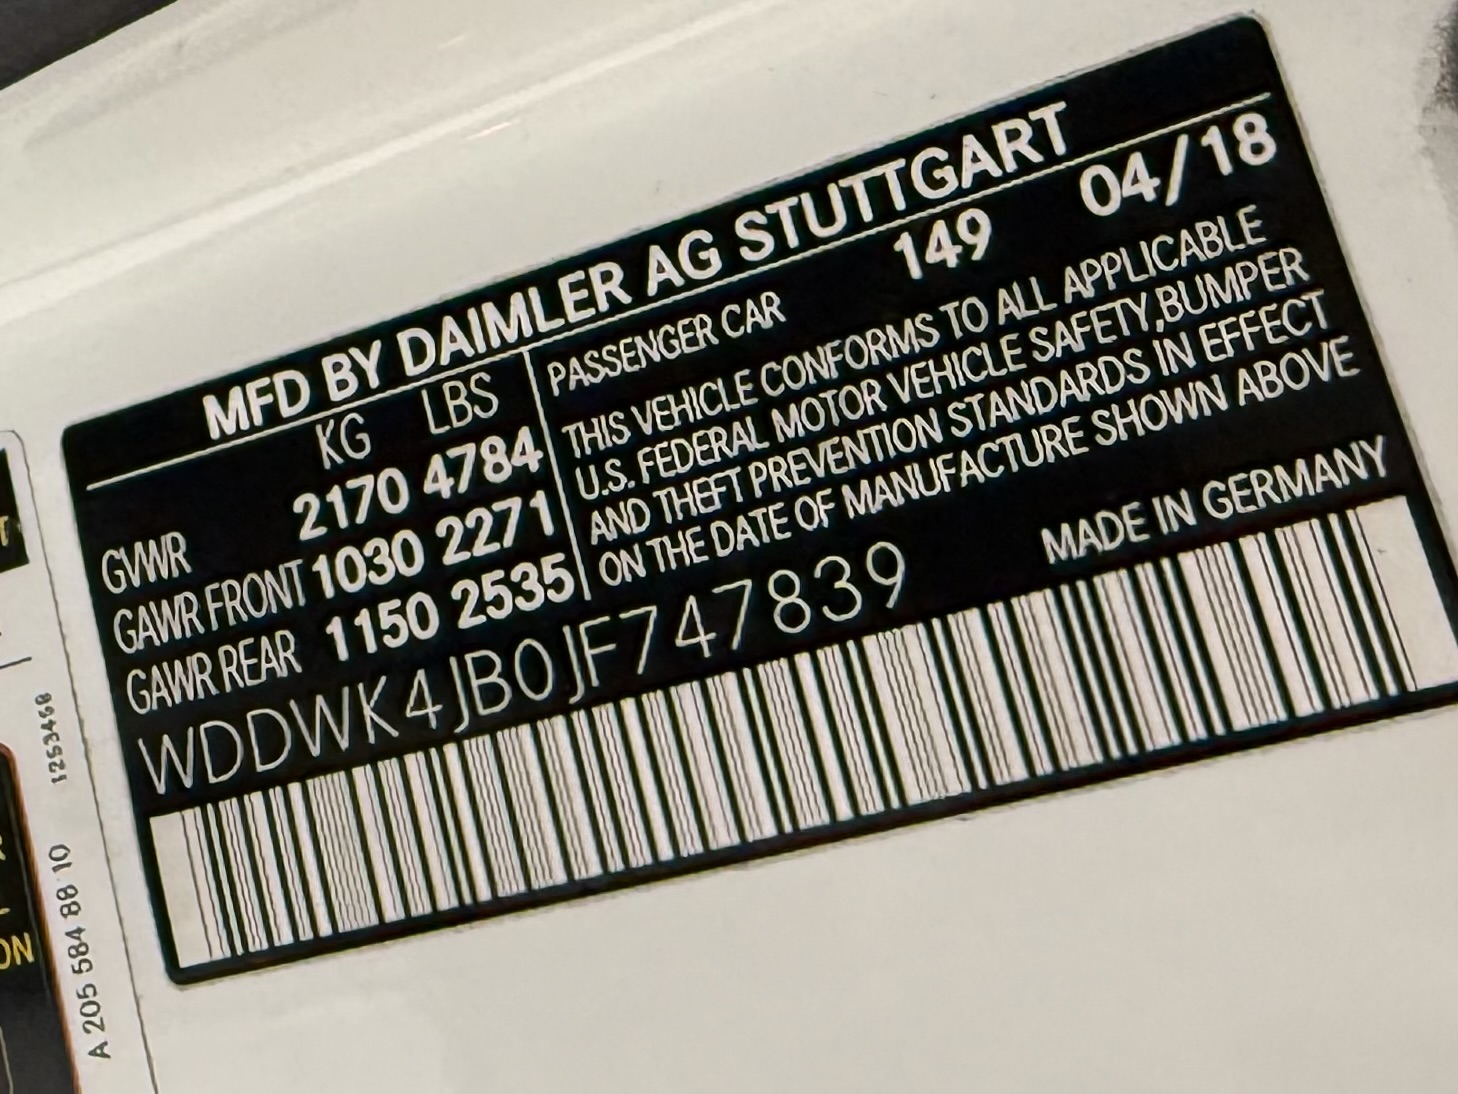 MFD BY DAIMLER AG STUTTGART
KG LBS
GVWR 2170 4784
GAWR FRONT 1030 2271
GAWR REAR 1150 2535
PASSENGER CAR 149 04/18
THIS VEHICLE CONFORMS TO ALL APPLICABLE
U.S. FEDERAL MOTOR VEHICLE SAFETY,BUMPER
AND THEFT PREVENTION STANDARDS IN EFFECT
ON THE DATE OF MANUFACTURE SHOWN ABOVE
MADE IN GERMANY
WDDWK4JB0JF747839
A 205 584 88 10
ON